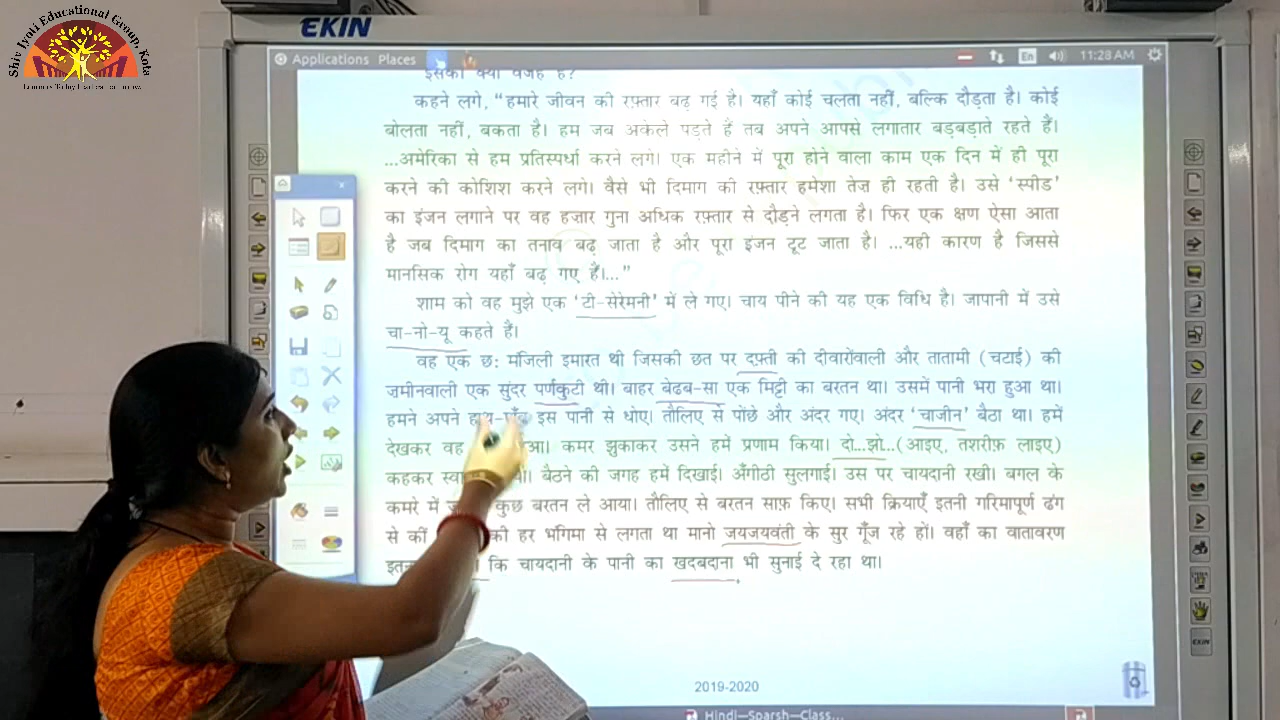 Shiv Jyoti Educational Group, Kota
EKIN
Applications Places En 11:28 AM
इसकी क्या वजह है?
कहने लगे, “हमारे जीवन की रफ़्तार बढ़ गई है। यहाँ कोई चलता नहीं, बल्कि दौड़ता है। कोई
बोलता नहीं, बकता है। हम जब अकेले पड़ते हैं तब अपने आपसे लगातार बड़बड़ाते रहते हैं।
...अमेरिका से हम प्रतिस्पर्धा करने लगे। एक महीने में पूरा होने वाला काम एक दिन में ही पूरा
करने की कोशिश करने लगे। वैसे भी दिमाग की रफ़्तार हमेशा तेज़ ही रहती है। उसे ‘स्पीड’
का इंजन लगाने पर वह हजार गुना अधिक रफ़्तार से दौड़ने लगता है। फिर एक क्षण ऐसा आता
है जब दिमाग का तनाव बढ़ जाता है और पूरा इंजन टूट जाता है। ...यही कारण है जिससे
मानसिक रोग यहाँ बढ़ गए हैं।...”
शाम को वह मुझे एक ‘टी-सेरेमनी’ में ले गए। चाय पीने की यह एक विधि है। जापानी में उसे
चा-नो-यू कहते हैं।
वह एक छ: मंजिली इमारत थी जिसकी छत पर दफ़्ती की दीवारोंवाली और तातामी (चटाई) की
ज़मीनवाली एक सुंदर पर्णकुटी थी। बाहर बेढब-सा एक मिट्टी का बरतन था। उसमें पानी भरा हुआ था।
हमने अपने हाथ-पाँव इस पानी से धोए। तौलिए से पोंछे और अंदर गए। अंदर ‘चाजीन’ बैठा था। हमें
देखकर वह कमर झुकाकर उसने हमें प्रणाम किया। दो...झो...(आइए, तशरीफ़ लाइए)
कहकर बैठने की जगह हमें दिखाई। अँगीठी सुलगाई। उस पर चायदानी रखी। बगल के
कमरे में कुछ बरतन ले आया। तौलिए से बरतन साफ़ किए। सभी क्रियाएँ इतनी गरिमापूर्ण ढंग
से कीं की हर भंगिमा से लगता था मानो जयजयवंती के सुर गूँज रहे हों। वहाँ का वातावरण
कि चायदानी के पानी का खदबदाना भी सुनाई दे रहा था।
2019-2020
Hindi—Sparsh—Class...
EKIN